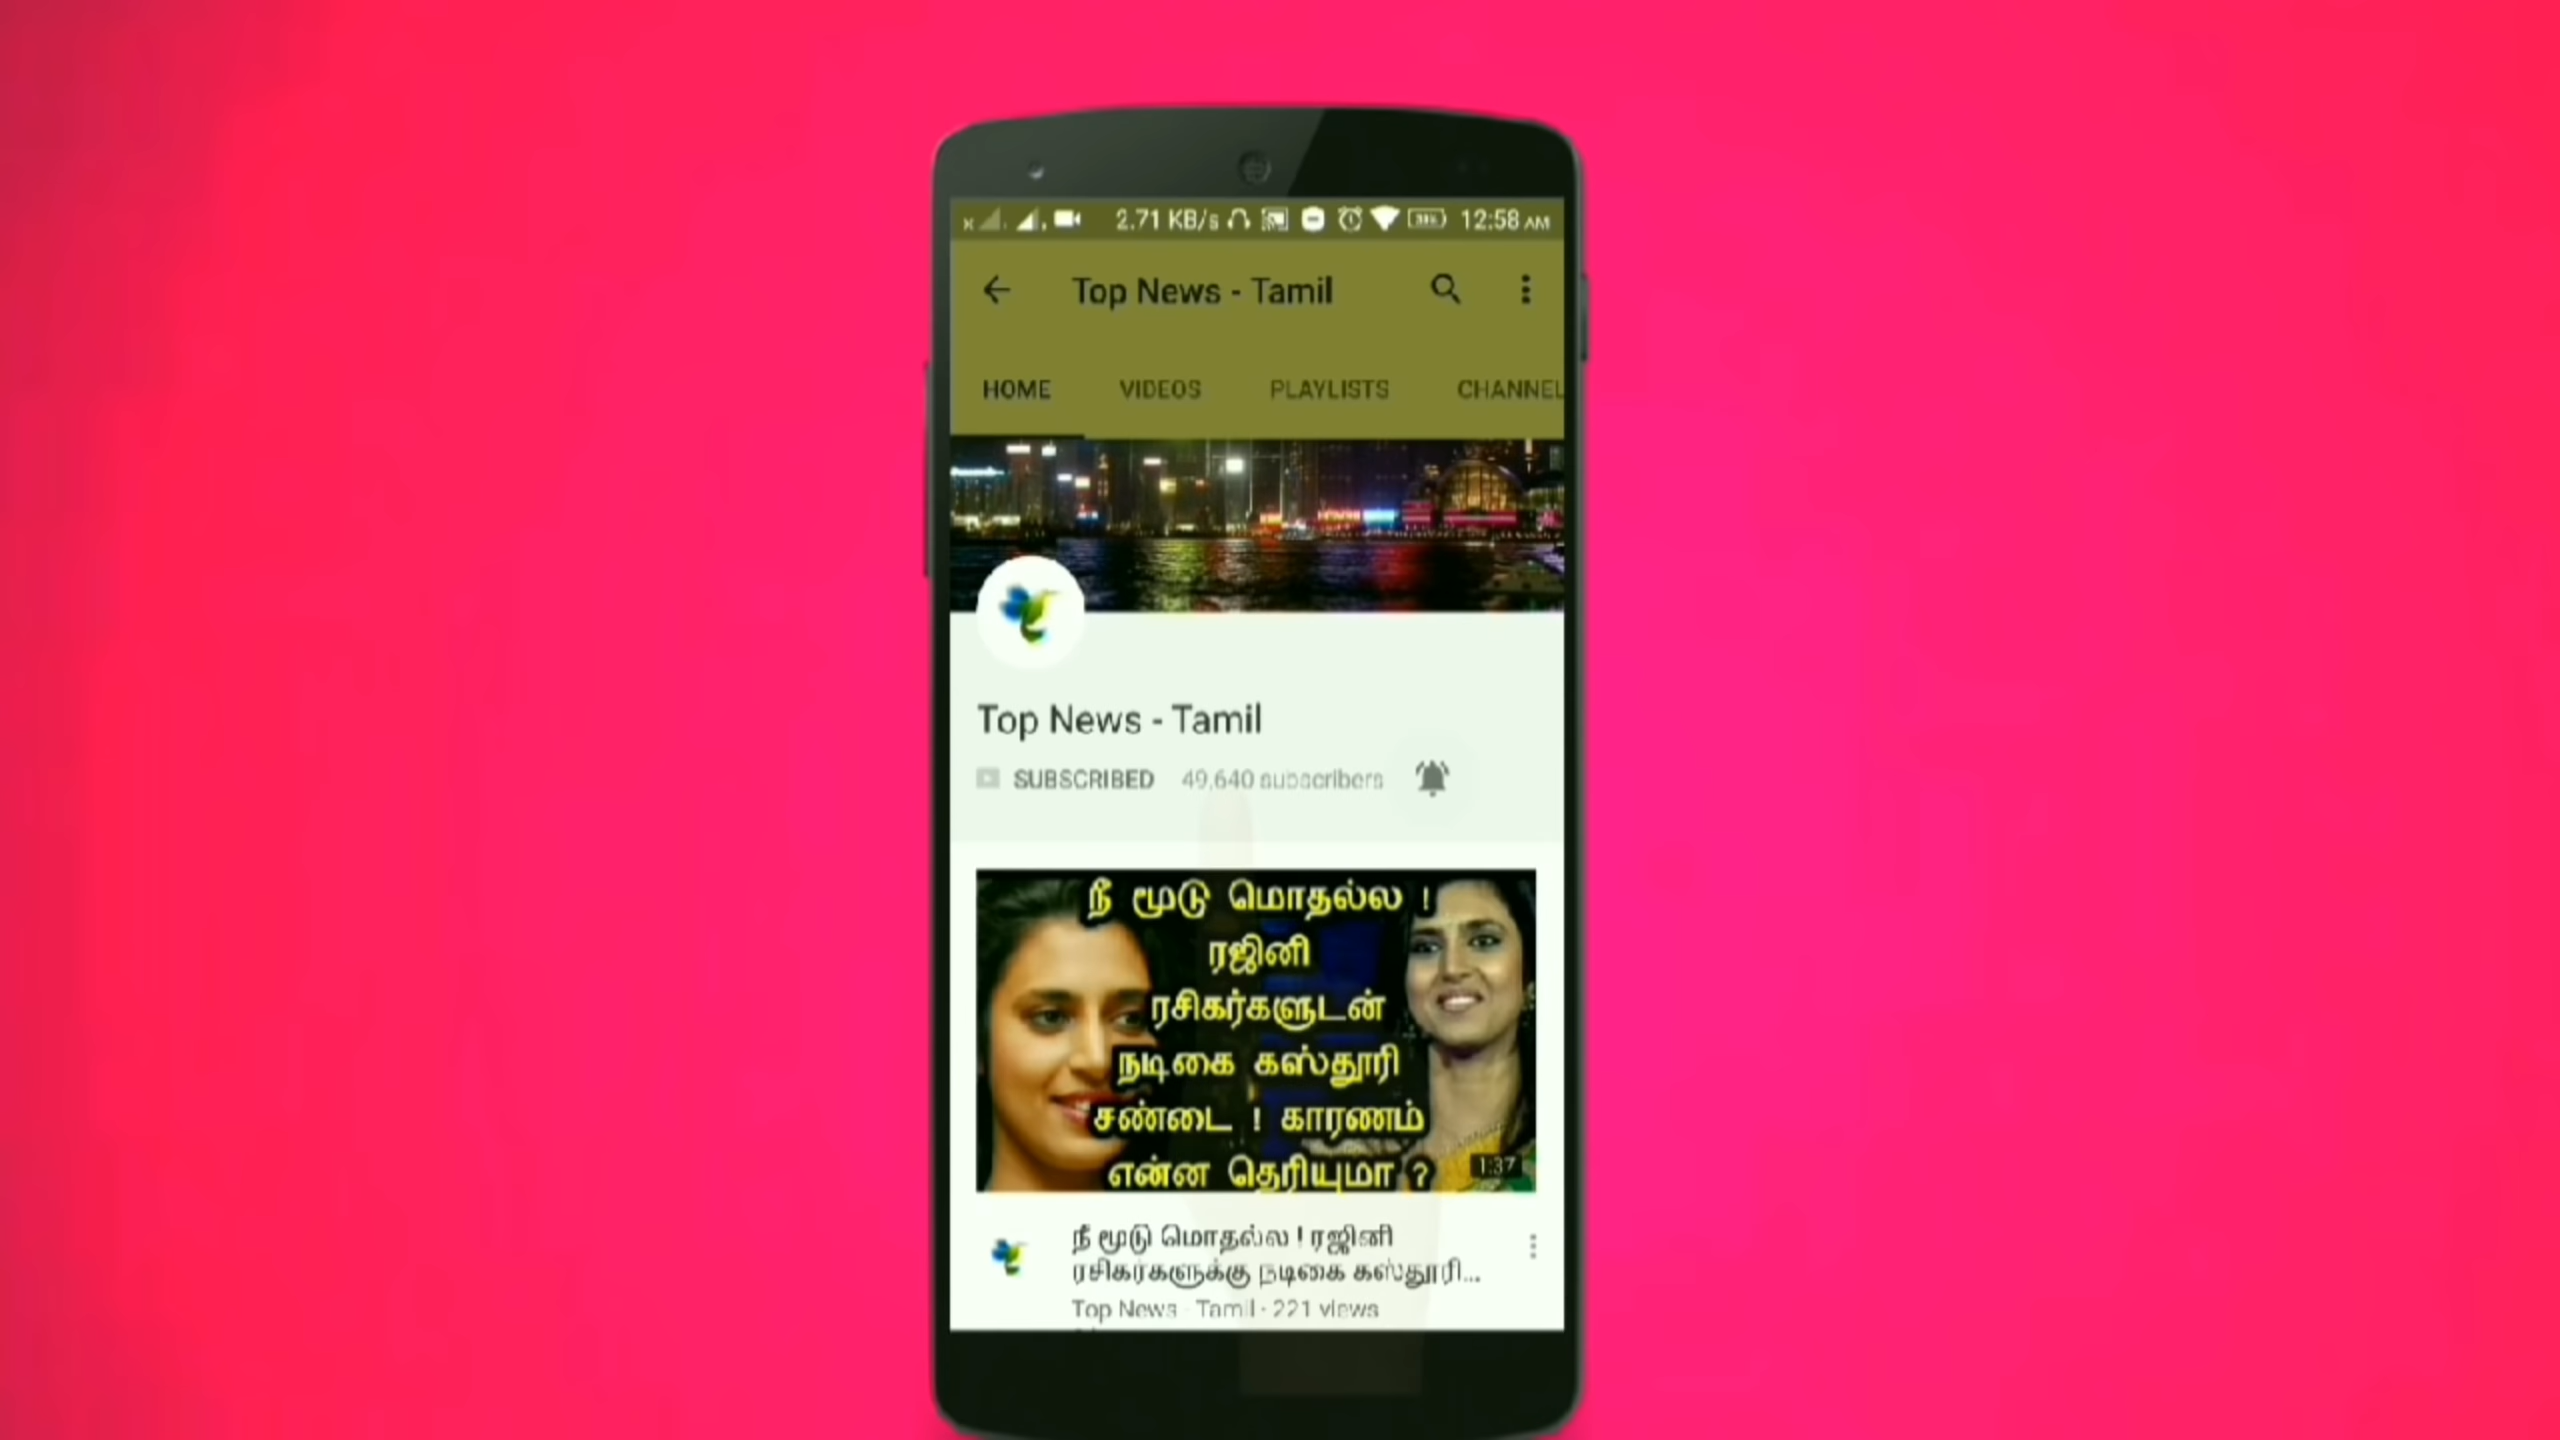 2.71 KB/s 12:58 AM
Top News - Tamil
HOME VIDEOS PLAYLISTS CHANNEL
Top News - Tamil
SUBSCRIBED 49,640 subscribers
நீ மூடு மொதல்ல !
ரஜினி
ரசிகர்களுடன்
நடிகை கஸ்தூரி
சண்டை ! காரணம்
என்ன தெரியுமா ?
1:37
நீ மூடு மொதல்ல ! ரஜினி
ரசிகர்களுக்கு நடிகை கஸ்தூரி...
Top News - Tamil · 221 views